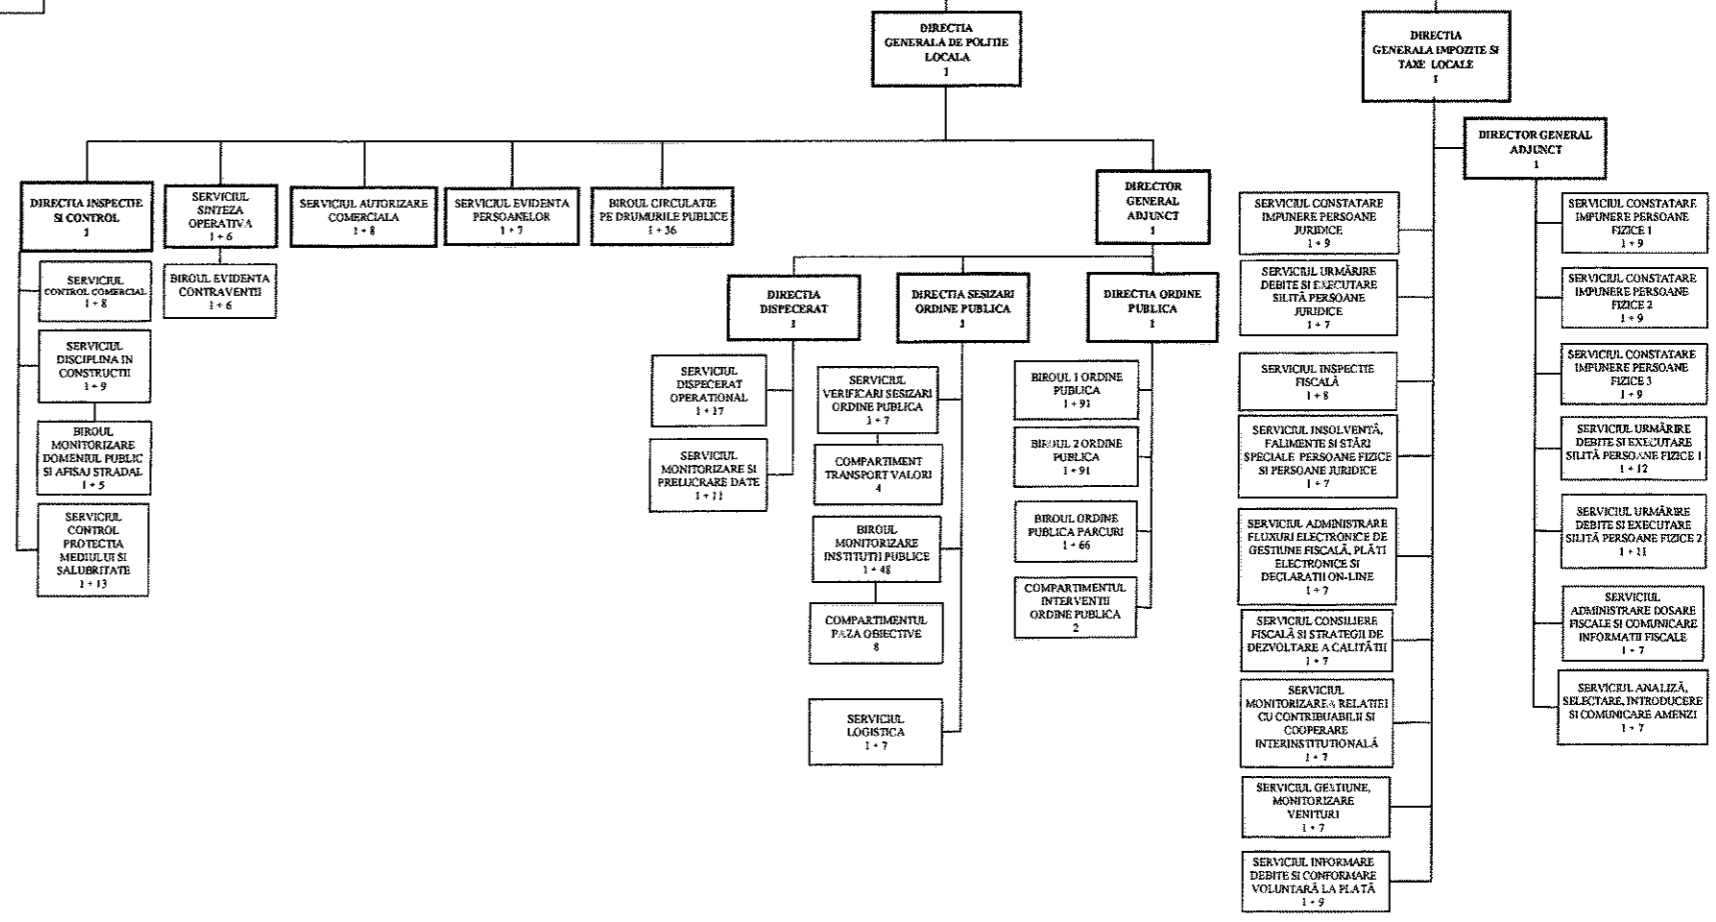 DIRECTIA
GENERALA DE POLITIE
LOCALA
1
DIRECTIA INSPECTIE
SI CONTROL
1
SERVICIUL
CONTROL COMERCIAL
1 + 8
SERVICIUL
DISCIPLINA IN
CONSTRUCTII
1 + 9
BIROUL
MONITORIZARE
DOMENIUL PUBLIC
SI AFISAJ STRADAL
1 + 5
SERVICIUL
CONTROL
PROTECTIA
MEDIULUI SI
SALUBRITATE
1 + 13
SERVICIUL
SINTEZA
OPERATIVA
1 + 6
BIROUL EVIDENTA
CONTRAVENTII
1 + 6
SERVICIUL AUTORIZARE
COMERCIALA
1 + 8
SERVICIUL EVIDENTA
PERSOANELOR
1 + 7
BIROUL CIRCULATIE
PE DRUMURILE PUBLICE
1 + 36
DIRECTOR
GENERAL
ADJUNCT
1
DIRECTIA
DISPECERAT
1
SERVICIUL
DISPECERAT
OPERATIONAL
1 + 17
SERVICIUL
MONITORIZARE SI
PRELUCRARE DATE
1 + 11
DIRECTIA SESIZARI
ORDINE PUBLICA
1
SERVICIUL
VERIFICARI SESIZARI
ORDINE PUBLICA
1 + 7
COMPARTIMENT
TRANSPORT VALORI
4
BIROUL
MONITORIZARE
INSTITUTII PUBLICE
1 + 48
COMPARTIMENTUL
PAZA OBIECTIVE
8
SERVICIUL
LOGISTICA
1 + 7
DIRECTIA ORDINE
PUBLICA
1
BIROUL 1 ORDINE
PUBLICA
1 + 91
BIROUL 2 ORDINE
PUBLICA
1 + 91
BIROUL ORDINE
PUBLICA PARCURI
1 + 66
COMPARTIMENTUL
INTERVENTII
ORDINE PUBLICA
2
DIRECTIA
GENERALA IMPOZITE SI
TAXE LOCALE
1
SERVICIUL CONSTATARE
IMPUNERE PERSOANE
JURIDICE
1 + 9
SERVICIUL URMĂRIRE
DEBITE SI EXECUTARE
SILITĂ PERSOANE
JURIDICE
1 + 7
SERVICIUL INSPECTIE
FISCALĂ
1 + 8
SERVICIUL INSOLVENTĂ,
FALIMENTE SI STĂRI
SPECIALE PERSOANE FIZICE
SI PERSOANE JURIDICE
1 + 7
SERVICIUL ADMINISTRARE
FLUXURI ELECTRONICE DE
GESTIUNE FISCALĂ, PLĂTI
ELECTRONICE SI
DECLARATII ON-LINE
1 + 7
SERVICIUL CONSILIERE
FISCALĂ SI STRATEGII DE
DEZVOLTARE A CALITĂTII
1 + 7
SERVICIUL
MONITORIZAREA RELATIEI
CU CONTRIBUABILII SI
COOPERARE
INTERINSTITUTIONALĂ
1 + 7
SERVICIUL GESTIUNE,
MONITORIZARE
VENITURI
1 + 7
SERVICIUL INFORMARE
DEBITE SI CONFORMARE
VOLUNTARĂ LA PLATĂ
1 + 9
DIRECTOR GENERAL
ADJUNCT
1
SERVICIUL CONSTATARE
IMPUNERE PERSOANE
FIZICE 1
1 + 9
SERVICIUL CONSTATARE
IMPUNERE PERSOANE
FIZICE 2
1 + 9
SERVICIUL CONSTATARE
IMPUNERE PERSOANE
FIZICE 3
1 + 9
SERVICIUL URMĂRIRE
DEBITE SI EXECUTARE
SILITĂ PERSOANE FIZICE 1
1 + 12
SERVICIUL URMĂRIRE
DEBITE SI EXECUTARE
SILITĂ PERSOANE FIZICE 2
1 + 11
SERVICIUL
ADMINISTRARE DOSARE
FISCALE SI COMUNICARE
INFORMATII FISCALE
1 + 7
SERVICIUL ANALIZĂ,
SELECTARE, INTRODUCERE
SI COMUNICARE AMENZI
1 + 7